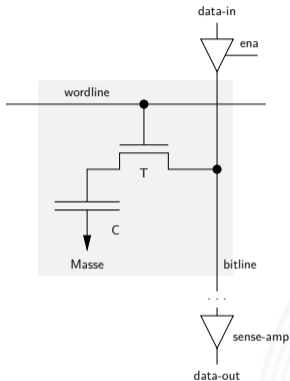 data-in
ena
wordline
T
C
Masse
bitline
. . .
sense-amp
data-out